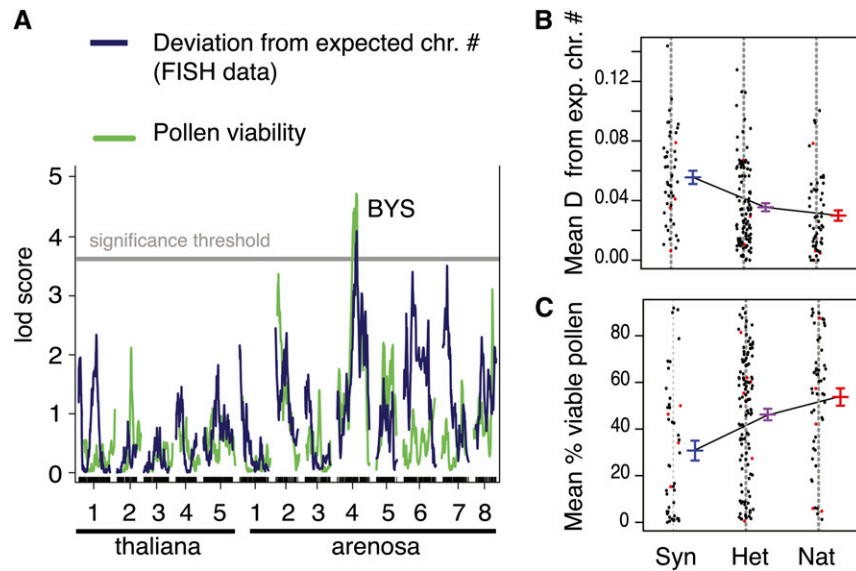 A
Deviation from expected chr. #
(FISH data)
Pollen viability
BYS
significance threshold
lod score
5
4
3
2
1
0
1 2 3 4 5 1 2 3 4 5 6 7 8
thaliana arenosa
B
Mean D from exp. chr. #
0.12
0.08
0.04
0.00
C
Mean % viable pollen
80
60
40
20
0
Syn Het Nat